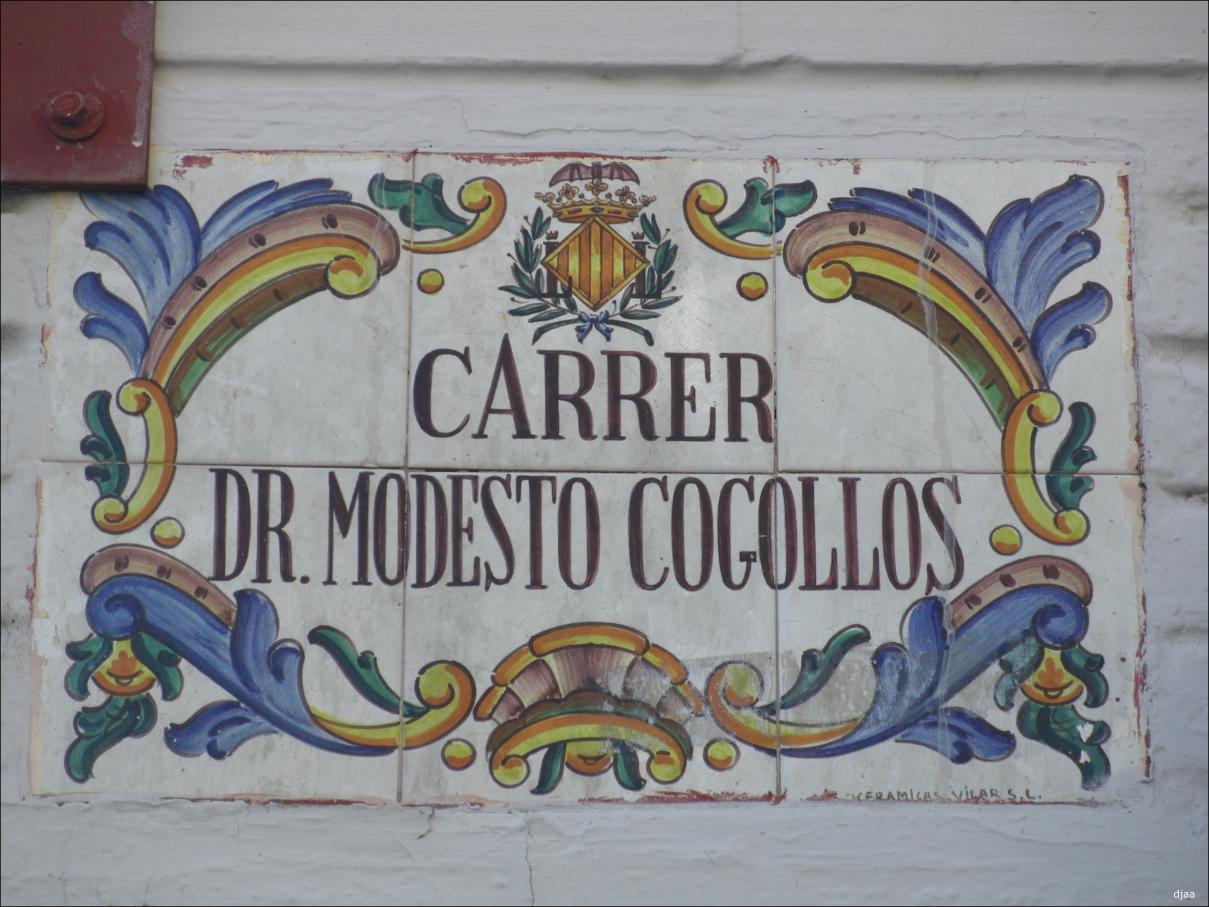 CARRER
DR. MODESTO COGOLLOS
CERAMICAS VILAR S.L.
djaa